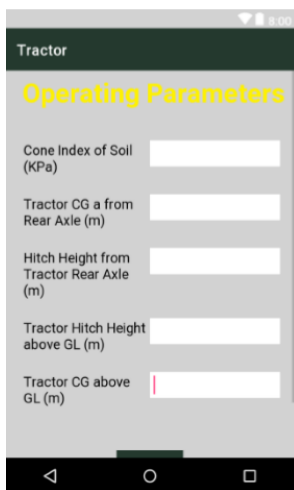 8:00
Tractor
Operating Parameters
Cone Index of Soil
(KPa)
Tractor CG a from
Rear Axle (m)
Hitch Height from
Tractor Rear Axle
(m)
Tractor Hitch Height
above GL (m)
Tractor CG above
GL (m)